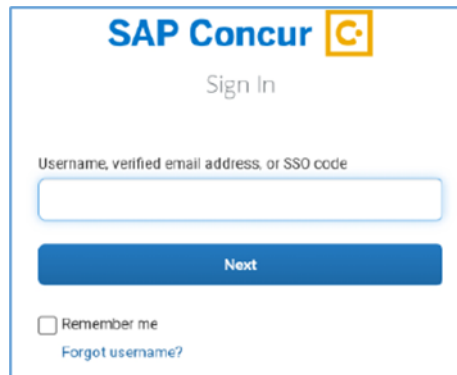 SAP Concur C.
Sign In
Username, verified email address, or SSO code
Next
Remember me
Forgot username?